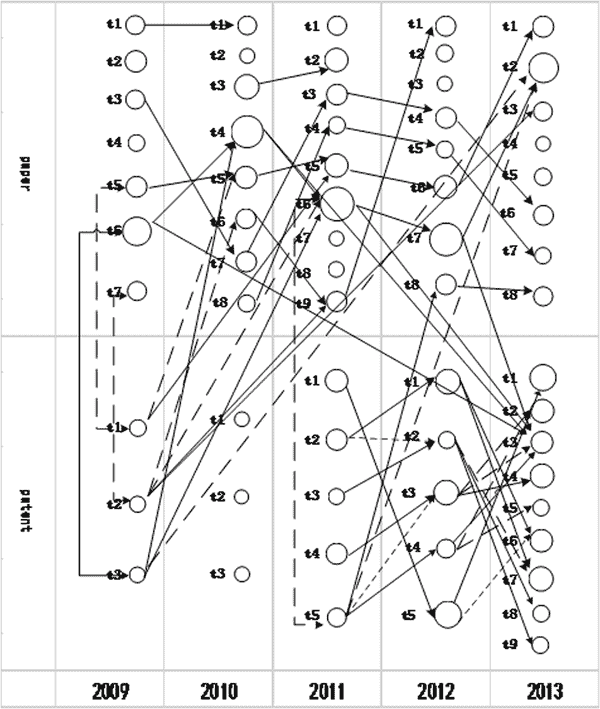 t1 t1 t1 t1 t1
t2 t2 t2 t2 t2
t3 t3 t3 t3 t3
t4 t4 t4 t4 t4
t5 t5 t5 t5 t5
t6 t6 t6 t6 t6
t7 t7 t7 t7 t7
t8 t8 t8 t8
t9
paper
t1 t1 t1 t1 t1
t2 t2 t2 t2 t2
t3 t3 t3 t3 t3
t4 t4 t4
t5 t5 t5
t6
t7
t8
t9
patent
2009 2010 2011 2012 2013